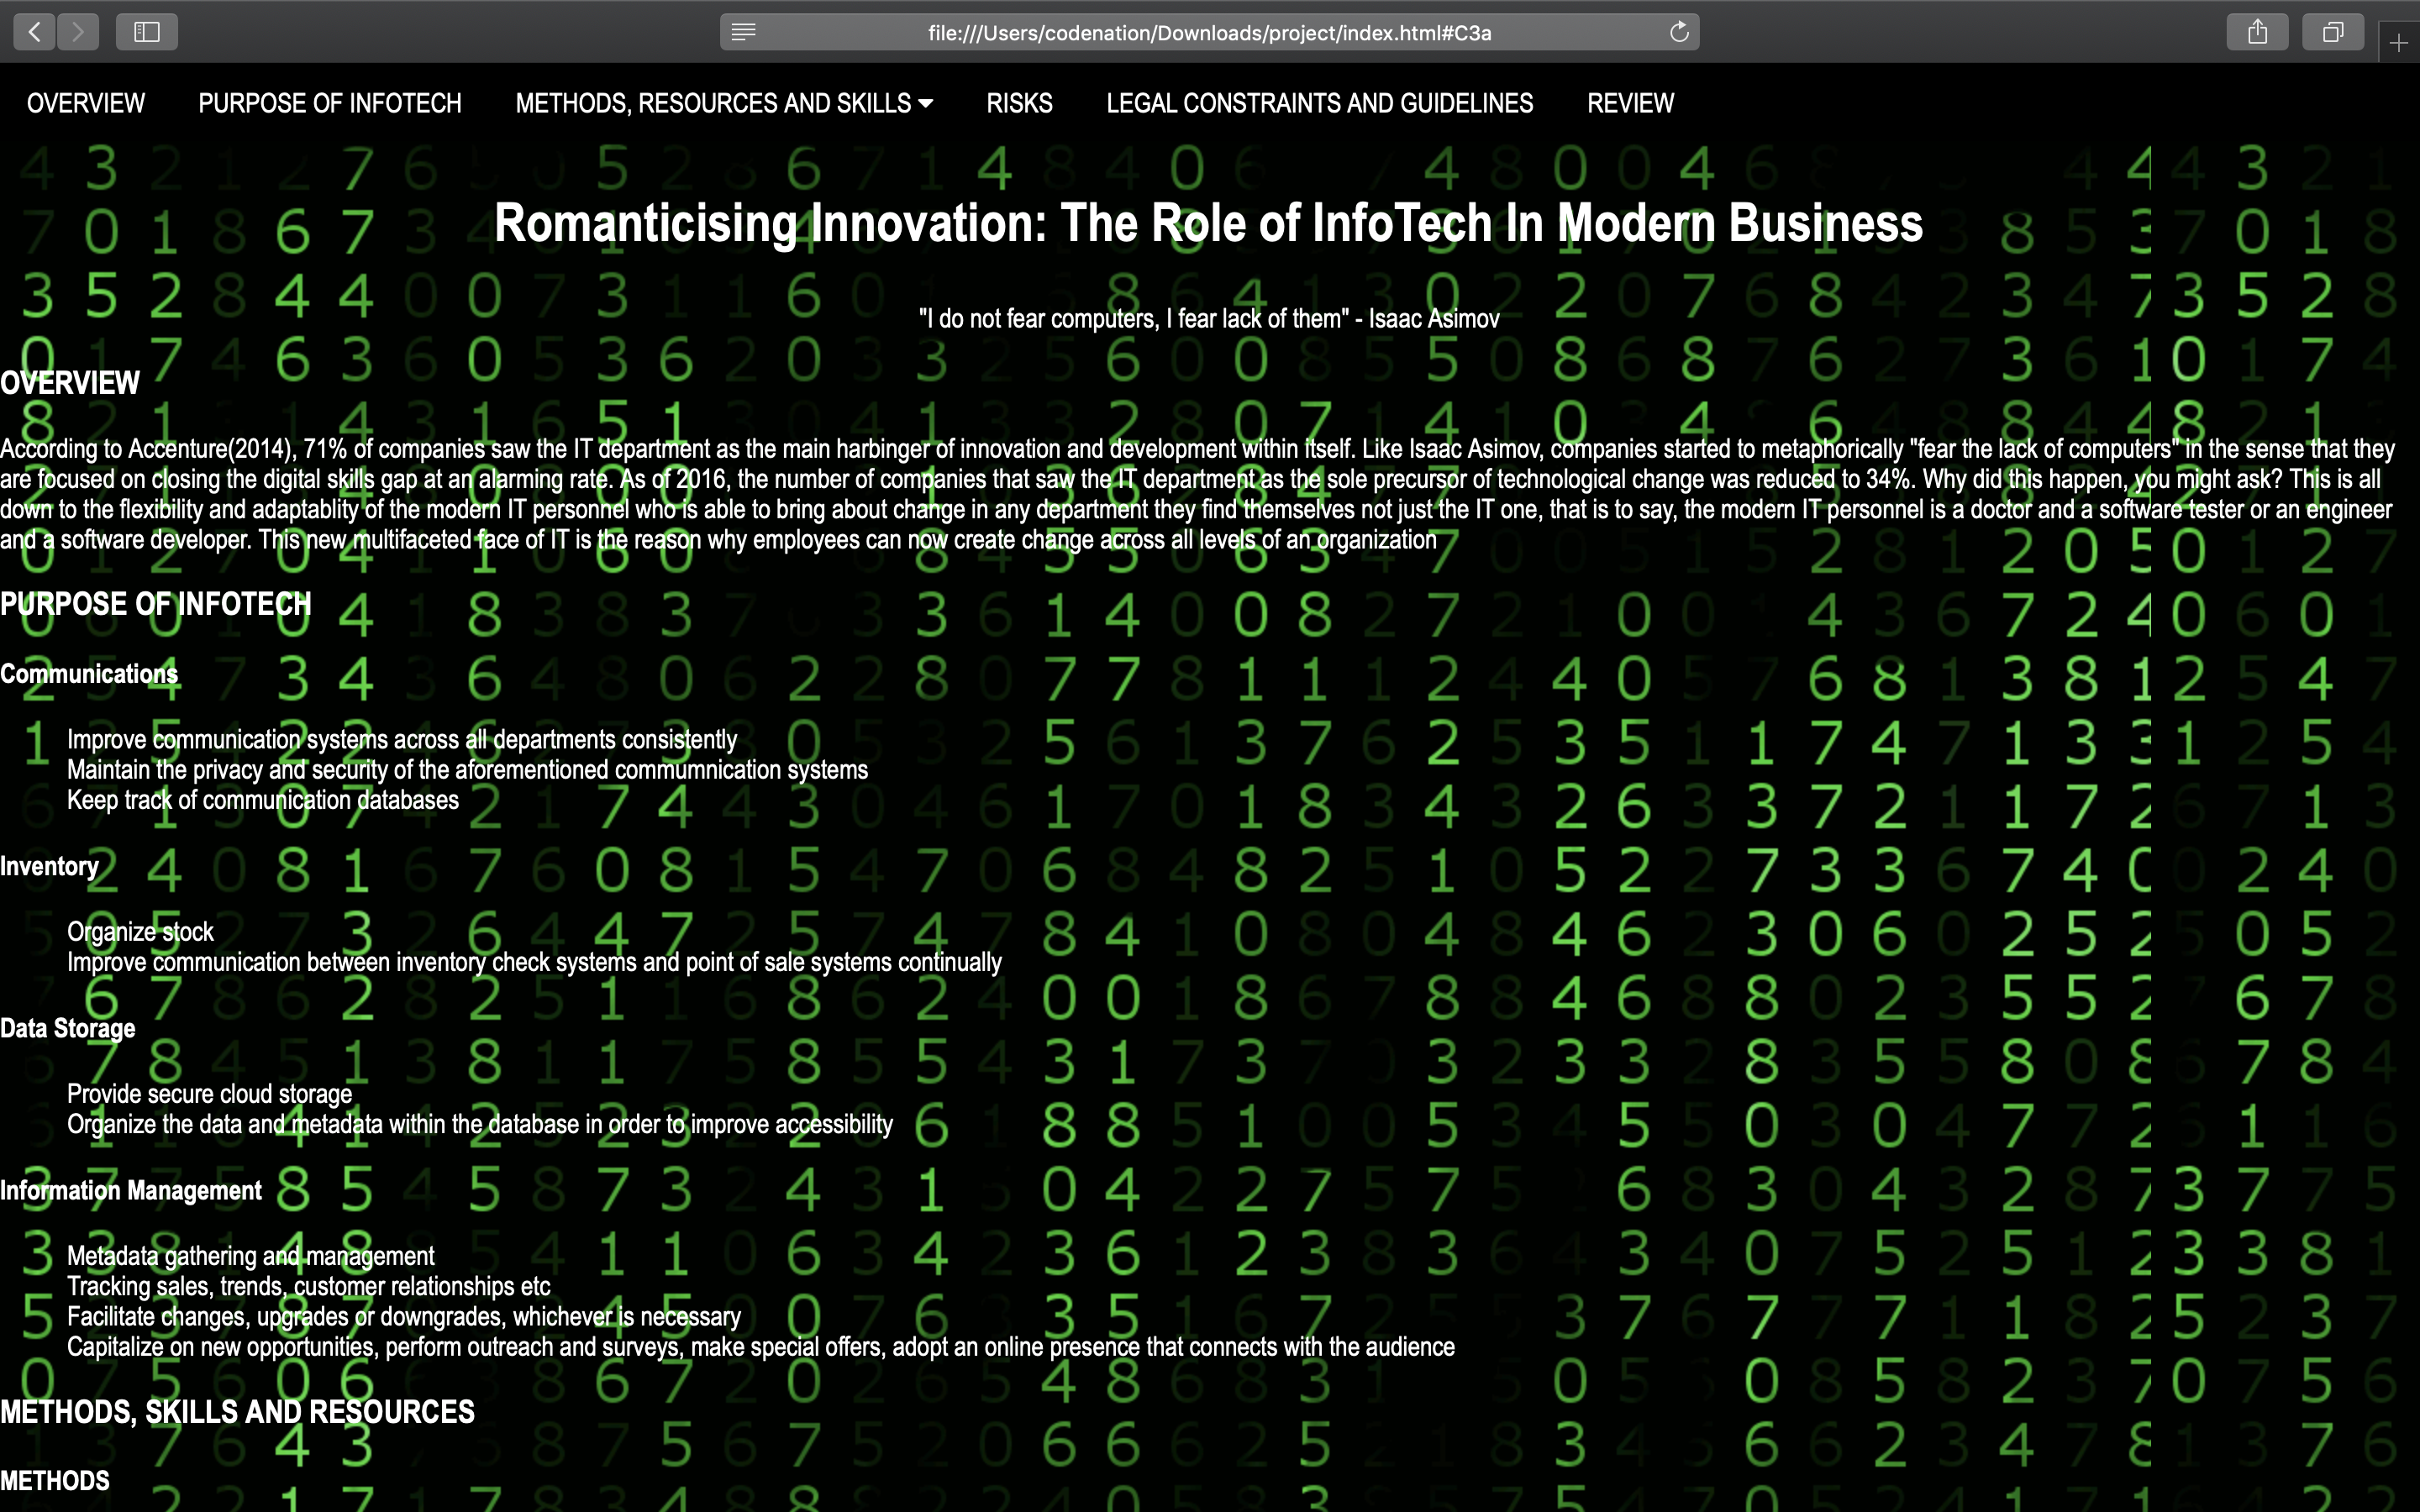 file:///Users/codenation/Downloads/project/index.html#C3a
OVERVIEW PURPOSE OF INFOTECH METHODS, RESOURCES AND SKILLS RISKS LEGAL CONSTRAINTS AND GUIDELINES REVIEW
Romanticising Innovation: The Role of InfoTech In Modern Business
"I do not fear computers, I fear lack of them" - Isaac Asimov
OVERVIEW
According to Accenture(2014), 71% of companies saw the IT department as the main harbinger of innovation and development within itself. Like Isaac Asimov, companies started to metaphorically "fear the lack of computers" in the sense that they
are focused on closing the digital skills gap at an alarming rate. As of 2016, the number of companies that saw the IT department as the sole precursor of technological change was reduced to 34%. Why did this happen, you might ask? This is all
down to the flexibility and adaptablity of the modern IT personnel who is able to bring about change in any department they find themselves not just the IT one, that is to say, the modern IT personnel is a doctor and a software tester or an engineer
and a software developer. This new multifaceted face of IT is the reason why employees can now create change across all levels of an organization
PURPOSE OF INFOTECH
Communications
Improve communication systems across all departments consistently
Maintain the privacy and security of the aforementioned commumnication systems
Keep track of communication databases
Inventory
Organize stock
Improve communication between inventory check systems and point of sale systems continually
Data Storage
Provide secure cloud storage
Organize the data and metadata within the database in order to improve accessibility
Information Management
Metadata gathering and management
Tracking sales, trends, customer relationships etc
Facilitate changes, upgrades or downgrades, whichever is necessary
Capitalize on new opportunities, perform outreach and surveys, make special offers, adopt an online presence that connects with the audience
METHODS, SKILLS AND RESOURCES
METHODS